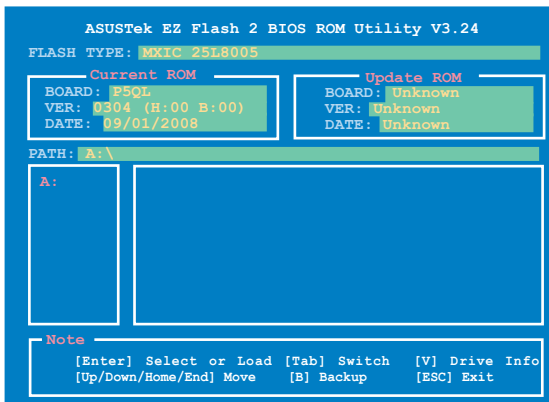 ASUSTek EZ Flash 2 BIOS ROM Utility V3.24
FLASH TYPE: MXIC 25L8005
Current ROM
BOARD: P5QL
VER: 0304 (H:00 B:00)
DATE: 09/01/2008
Update ROM
BOARD: Unknown
VER: Unknown
DATE: Unknown
PATH: A:\
A:
Note
[Enter] Select or Load [Tab] Switch [V] Drive Info
[Up/Down/Home/End] Move [B] Backup [ESC] Exit